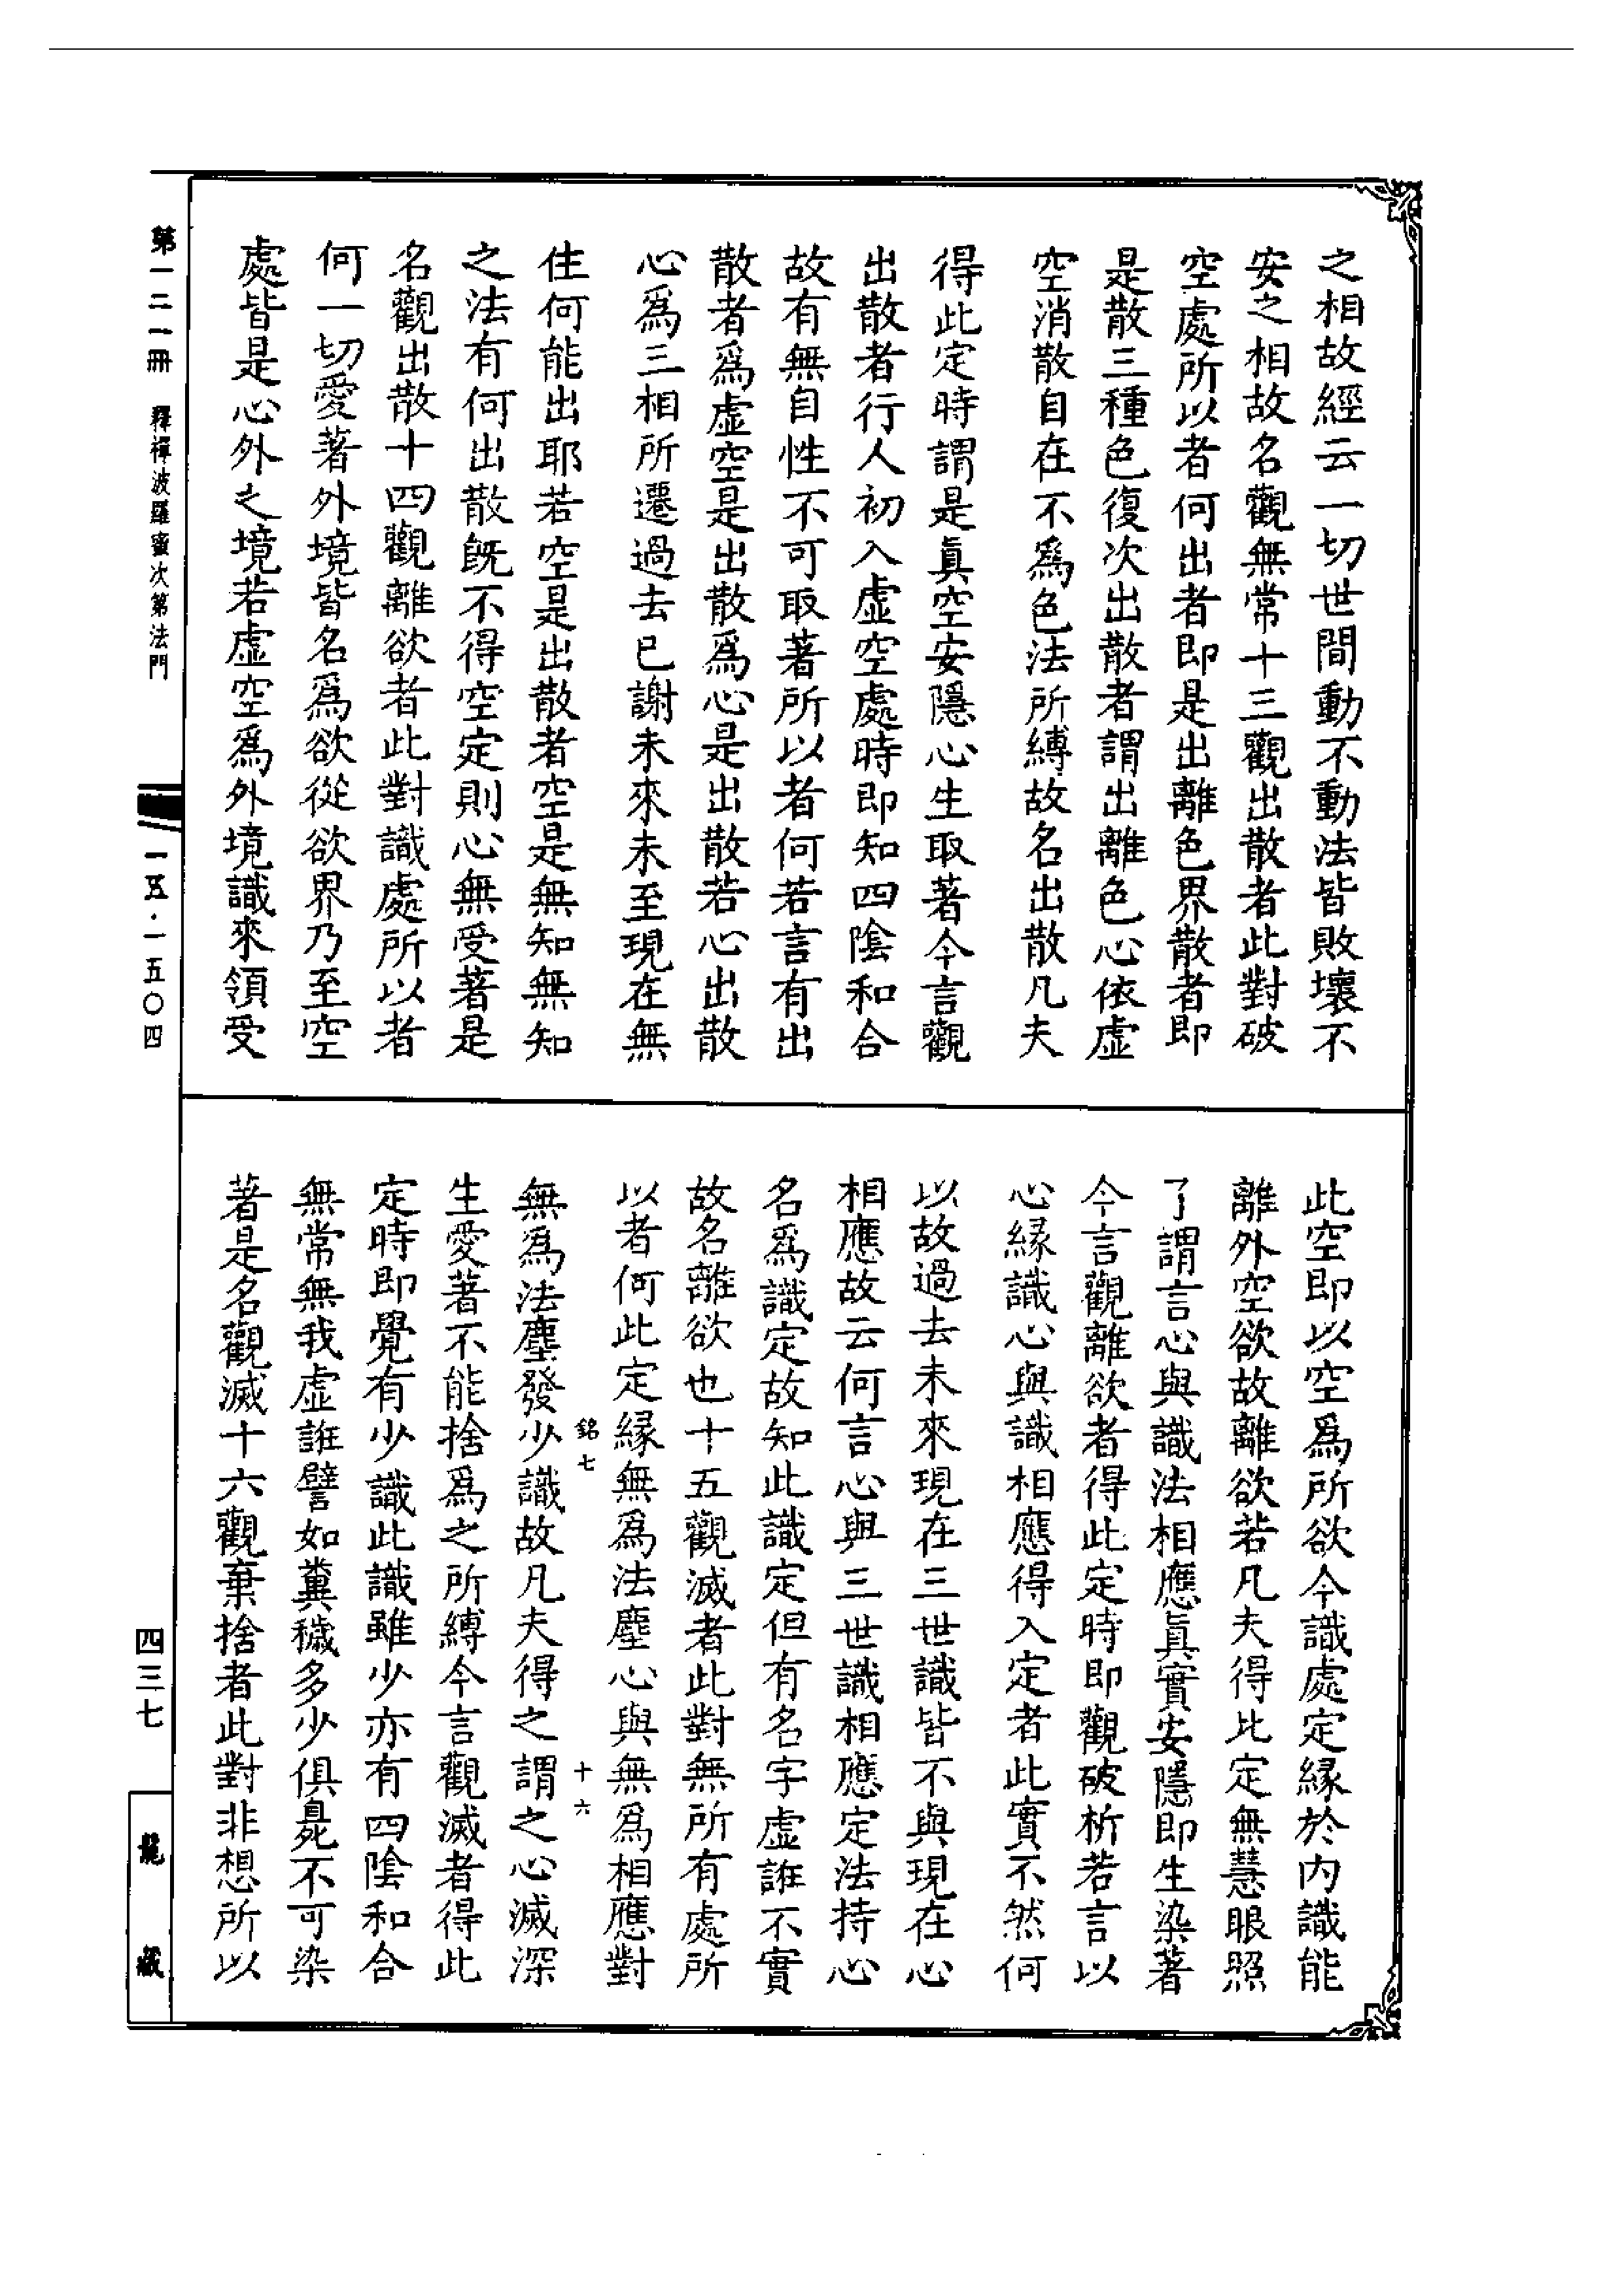 之相故經云一切世間動不動法皆敗壞不
安之相故名觀無常十三觀出散者此對破
空處所以者何出者即是出離色界散者即
是散三種色復次出散者謂出離色心依虛
空消散自在不爲色法所縛故名出散凡夫
得此定時謂是眞空安隱心生取著今言觀
出散者行人初入虛空處時即知四陰和合
故有無自性不可取著所以者何若言有出
散者爲虛空是出散爲心是出散若心出散
心爲三相所遷過去已謝未來未至現在無
住何能出耶若空是出散者空是無知無知
之法有何出散旣不得空定則心無受著是
名觀出散十四觀離欲者此對識處所以者
何一切愛著外境皆名爲欲從欲界乃至空
處皆是心外之境若虛空爲外境識來領受
此空即以空爲所欲今識處定緣於內識能
離外空欲故離欲若凡夫得比定無慧眼照
了謂言心與識法相應眞實安隱即生染著
今言觀離欲者得此定時即觀破析若言以
心緣識心與識相應得入定者此實不然何
以故過去未來現在三世識皆不與現在心
相應故云何言心與三世識相應定法持心
名爲識定故知此識定但有名字虛誑不實
故名離欲也十五觀滅者此對無所有處所
以者何此定緣無爲法塵心與無爲相應對
銘七 十六
無爲法塵發少識故凡夫得之謂之心滅深
生愛著不能捨爲之所縛今言觀滅者得此
定時即覺有少識此識雖少亦有四陰和合
無常無我虛誑譬如糞穢多少俱臭不可染
著是名觀滅十六觀棄捨者此對非想所以
第一二一冊 釋禪波羅蜜次第法門
一五·一五〇四
四三七
龍藏